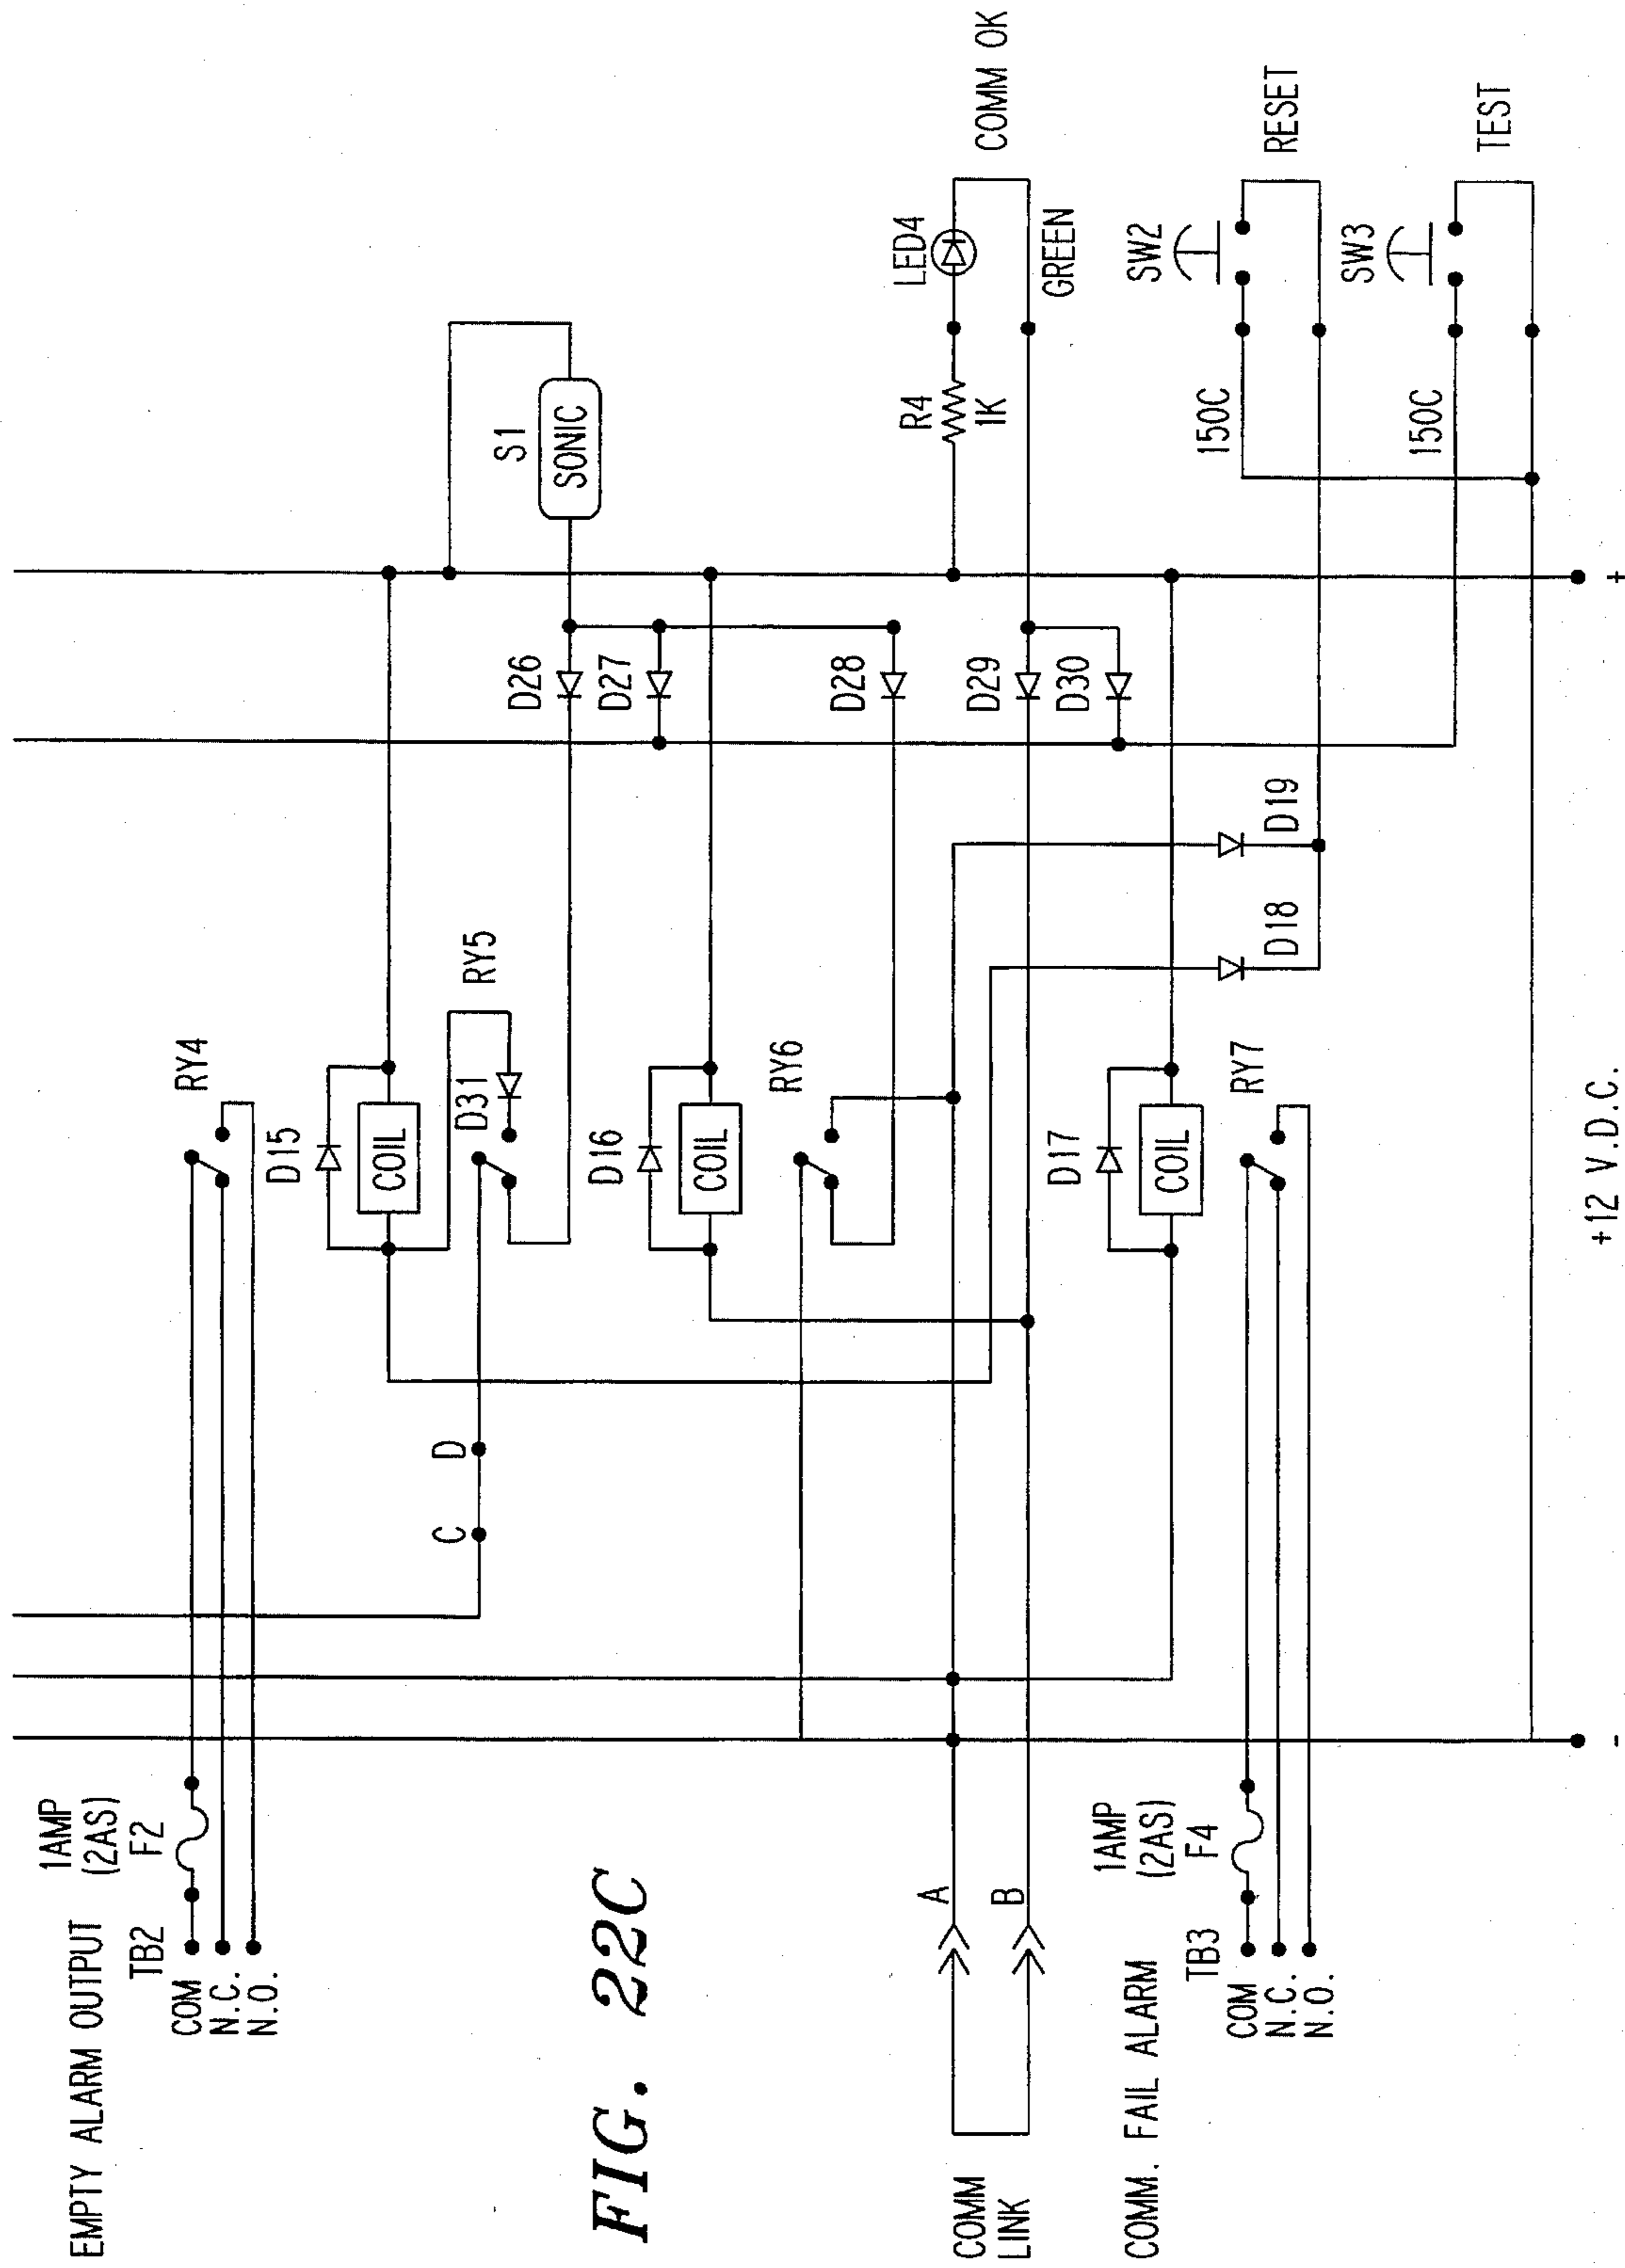 EMPTY ALARM OUTPUT
1AMP
(2AS)
TB2
F2
COM
N.C.
N.O.
RY4
D15
COIL
RY5
D31
C
D
S1
SONIC
D26
D27
D16
COIL
RY6
D28
FIG. 22C
COMM
LINK
A
B
LED4
COMM OK
R4
1K
GREEN
D29
D30
COMM. FAIL ALARM
1AMP
(2AS)
TB3
F4
COM
N.C.
N.O.
D17
COIL
RY7
D18
D19
SW2
150C
RESET
SW3
150C
TEST
-
+12 V.D.C.
+